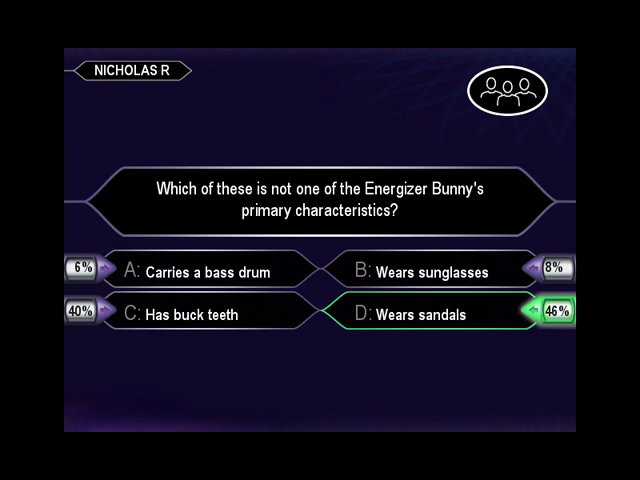 NICHOLAS R
Which of these is not one of the Energizer Bunny's
primary characteristics?
6% A: Carries a bass drum
B: Wears sunglasses 8%
40% C: Has buck teeth
D: Wears sandals 46%